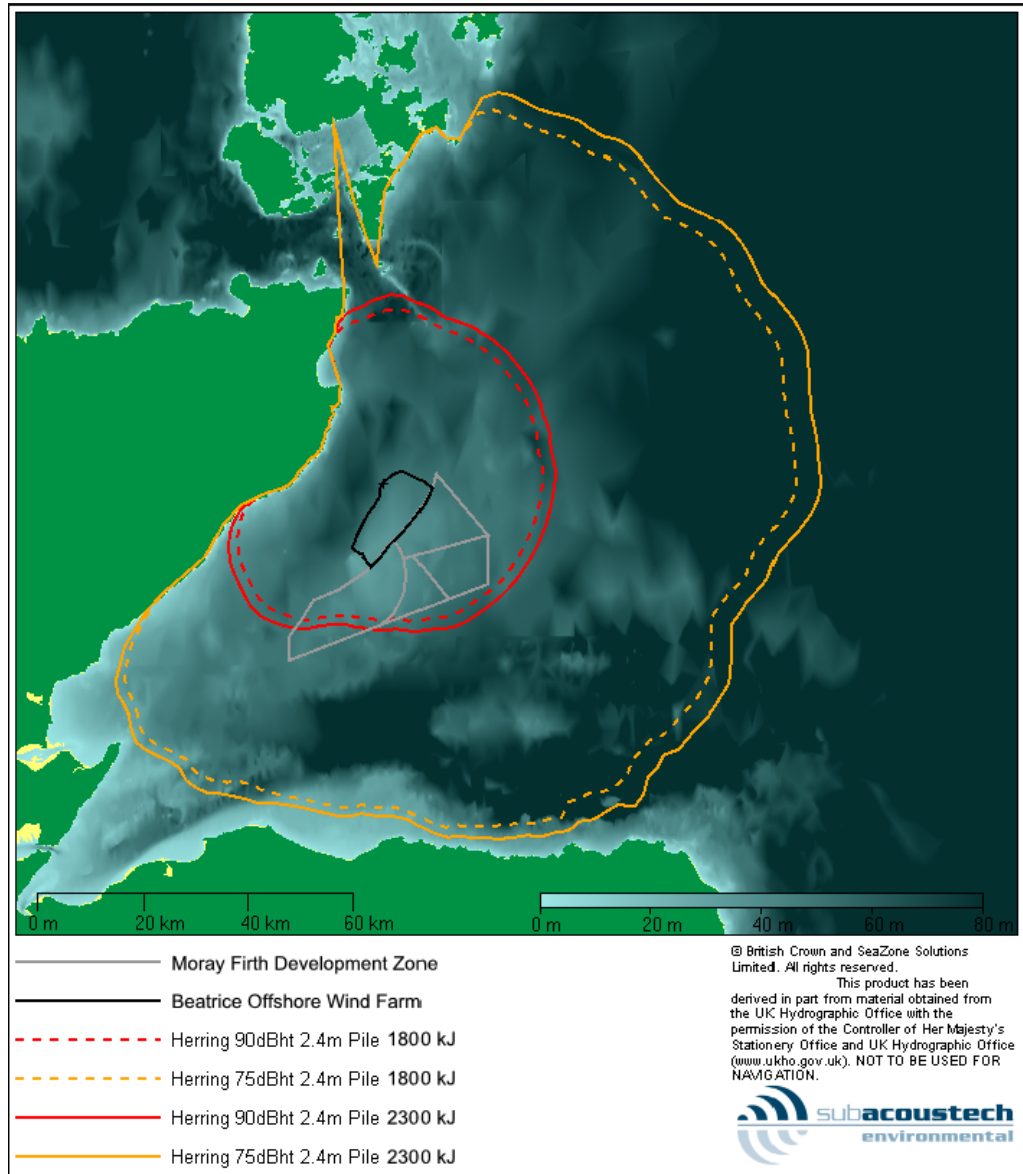 0 m 20 km 40 km 60 km
0 m 20 m 40 m 60 m 80 m
Moray Firth Development Zone
Beatrice Offshore Wind Farm
Herring 90dBht 2.4m Pile 1800 kJ
Herring 75dBht 2.4m Pile 1800 kJ
Herring 90dBht 2.4m Pile 2300 kJ
Herring 75dBht 2.4m Pile 2300 kJ
© British Crown and SeaZone Solutions
Limited. All rights reserved.
This product has been
derived in part from material obtained from
the UK Hydrographic Office with the
permission of the Controller of Her Majesty's
Stationery Office and UK Hydrographic Office
(www.ukho.gov.uk). NOT TO BE USED FOR
NAVIGATION.
subacoustech
environmental